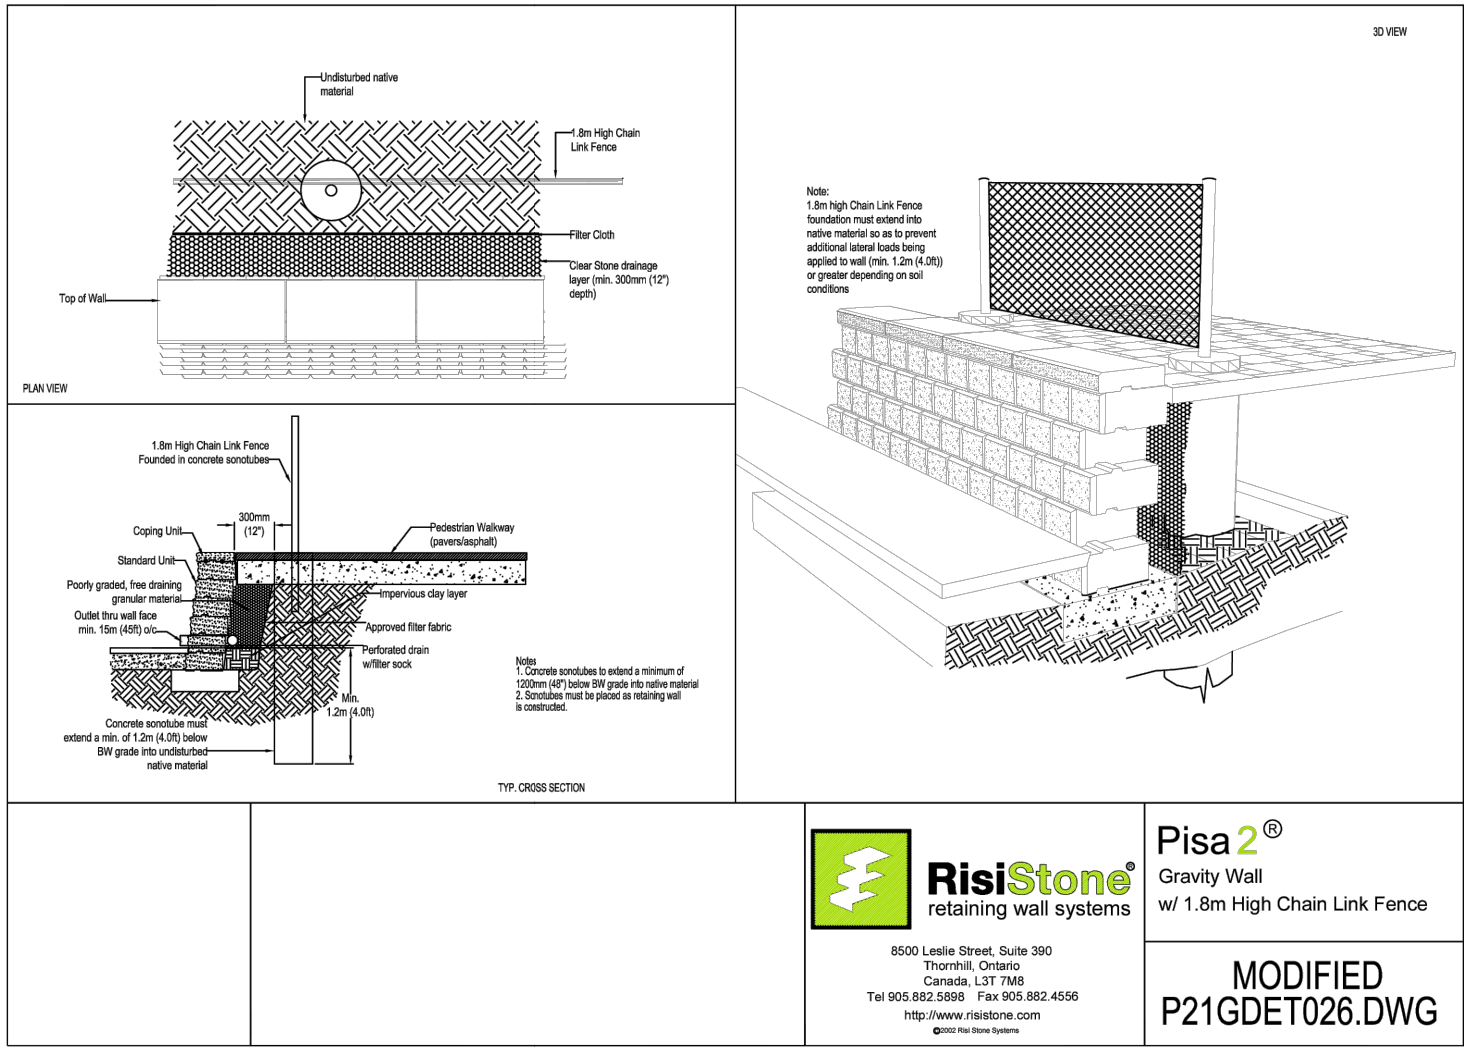 3D VIEW
Undisturbed native
material
1.8m High Chain
Link Fence
Filter Cloth
Clear Stone drainage
layer (min. 300mm (12")
depth)
Top of Wall
PLAN VIEW
Note:
1.8m high Chain Link Fence
foundation must extend into
native material so as to prevent
additional lateral loads being
applied to wall (min. 1.2m (4.0ft))
or greater depending on soil
conditions
1.8m High Chain Link Fence
Founded in concrete sonotubes
300mm
(12")
Coping Unit
Standard Unit
Poorly graded, free draining
granular material
Outlet thru wall face
min. 15m (45ft) o/c
Pedestrian Walkway
(pavers/asphalt)
Impervious clay layer
Approved filter fabric
Perforated drain
w/filter sock
Min.
1.2m (4.0ft)
Concrete sonotube must
extend a min. of 1.2m (4.0ft) below
BW grade into undisturbed
native material
Notes
1. Concrete sonotubes to extend a minimum of
1200mm (48") below BW grade into native material
2. Sonotubes must be placed as retaining wall
is constructed.
TYP. CROSS SECTION
RisiStone®
retaining wall systems
8500 Leslie Street, Suite 390
Thornhill, Ontario
Canada, L3T 7M8
Tel 905.882.5898 Fax 905.882.4556
http://www.risistone.com
©2002 Risi Stone Systems
Pisa 2®
Gravity Wall
w/ 1.8m High Chain Link Fence
MODIFIED
P21GDET026.DWG